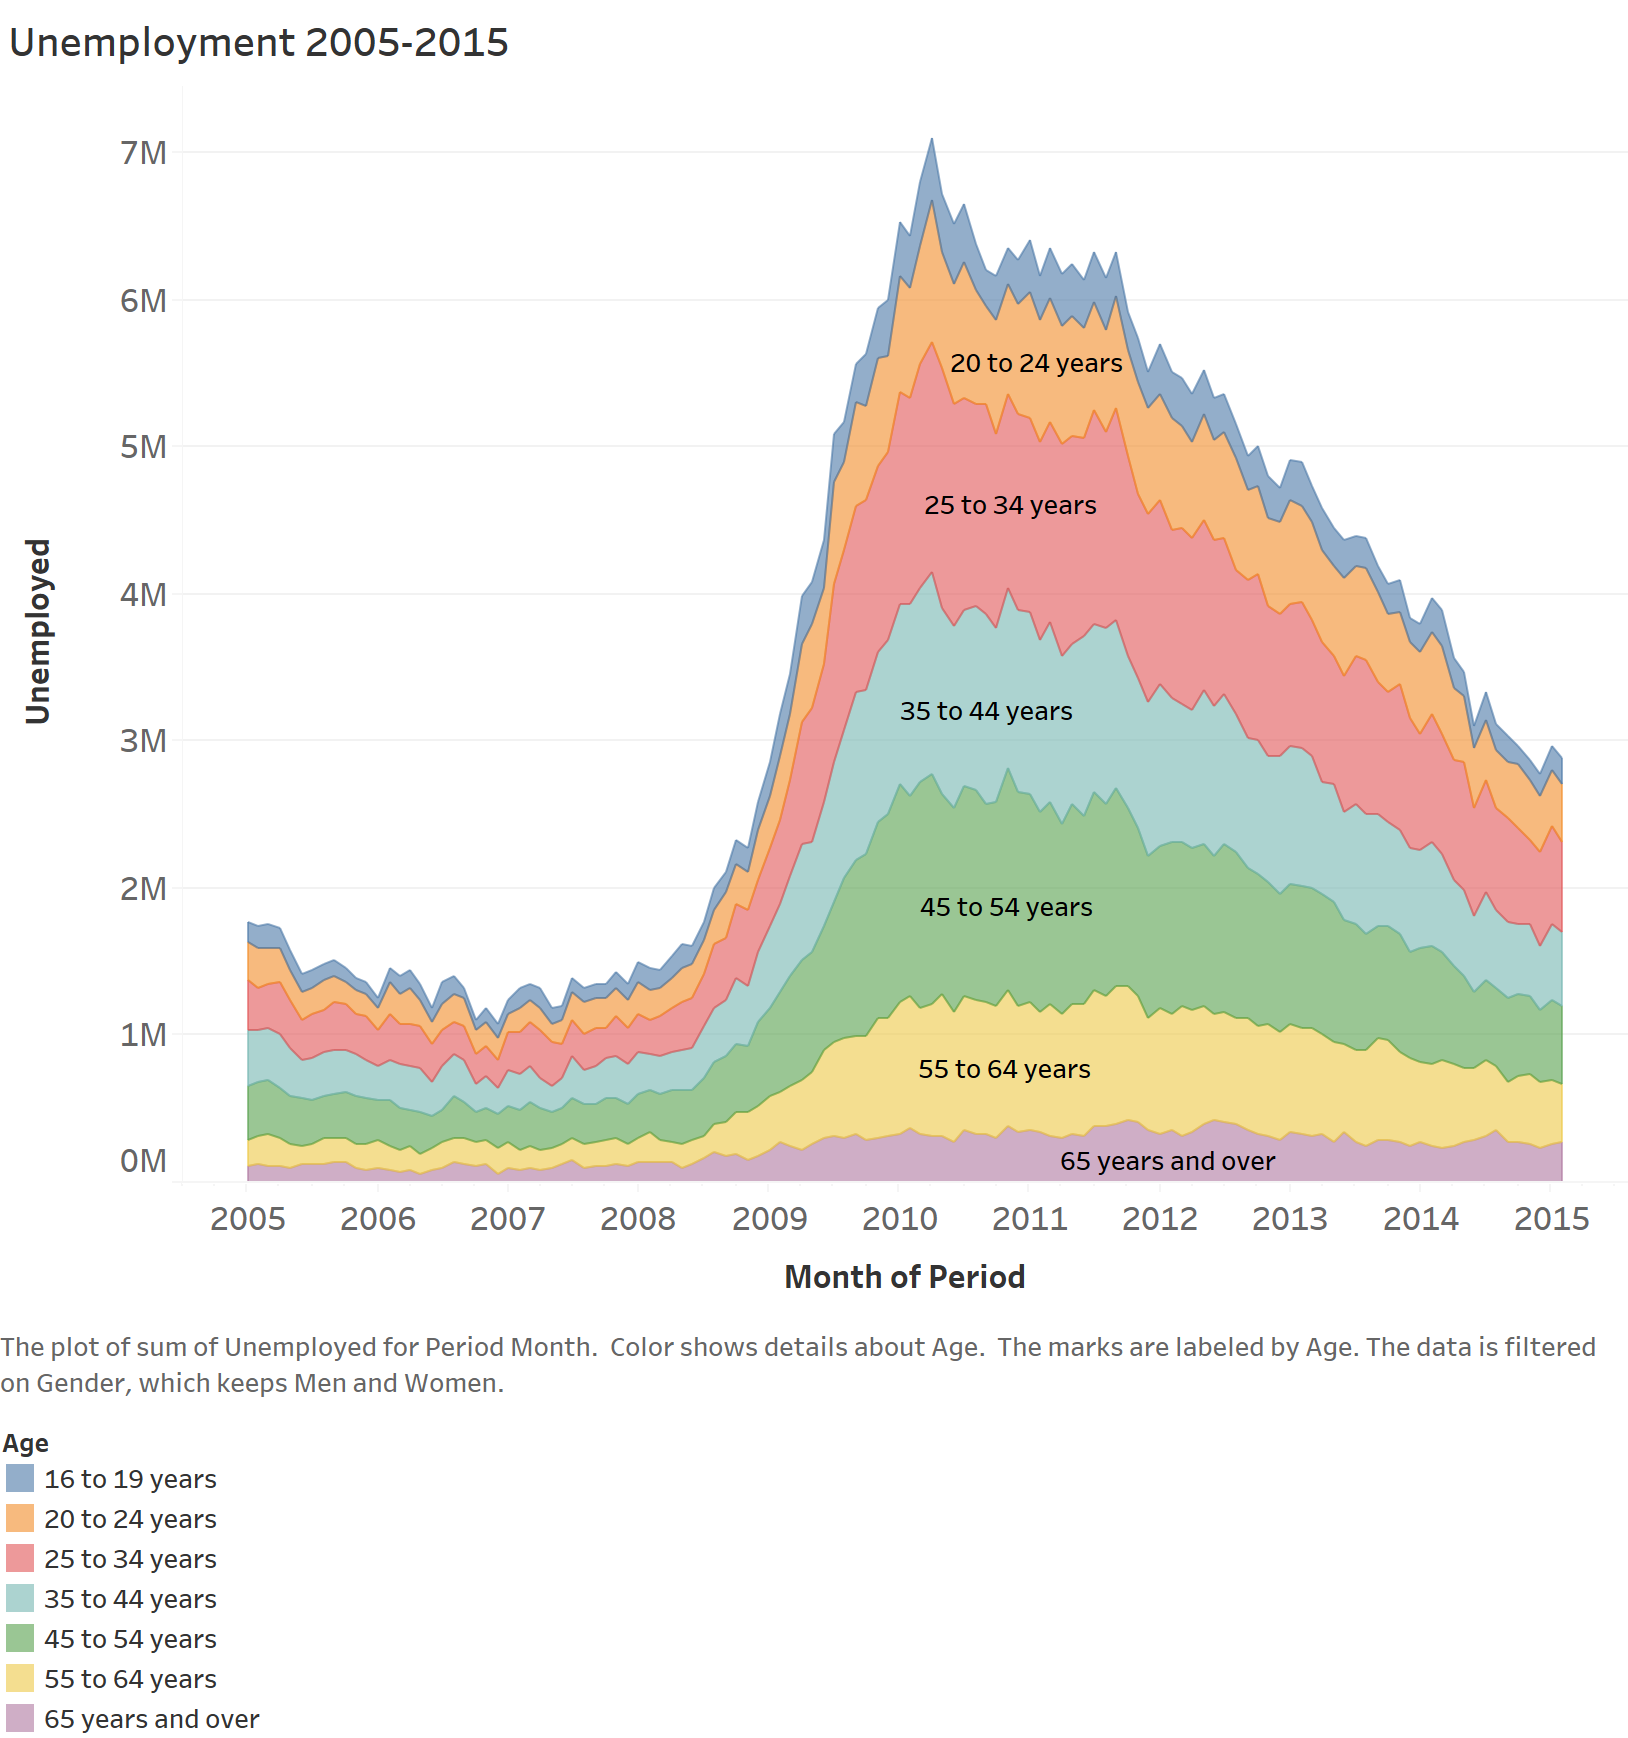 Unemployment 2005-2015
7M
6M
5M
4M
3M
2M
1M
0M
Unemployed
20 to 24 years
25 to 34 years
35 to 44 years
45 to 54 years
55 to 64 years
65 years and over
2005 2006 2007 2008 2009 2010 2011 2012 2013 2014 2015
Month of Period
The plot of sum of Unemployed for Period Month. Color shows details about Age. The marks are labeled by Age. The data is filtered
on Gender, which keeps Men and Women.
Age
16 to 19 years
20 to 24 years
25 to 34 years
35 to 44 years
45 to 54 years
55 to 64 years
65 years and over